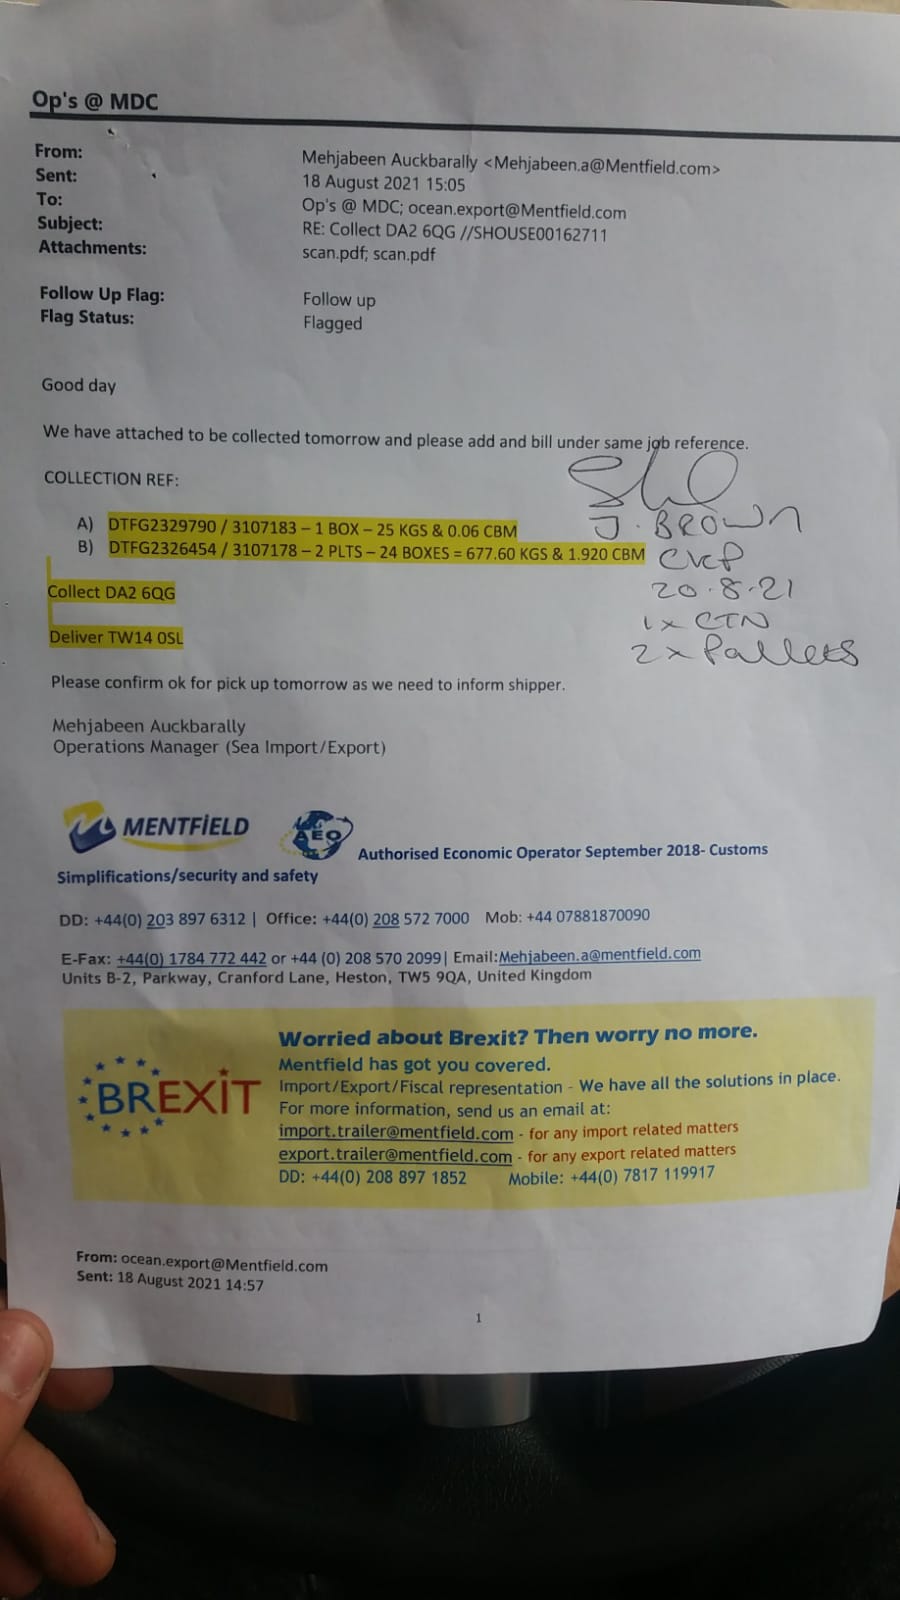 Op's @ MDC
From: Mehjabeen Auckbarally <Mehjabeen.a@Mentfield.com>
Sent: 18 August 2021 15:05
To: Op's @ MDC; ocean.export@Mentfield.com
Subject: RE: Collect DA2 6QG //SHOUSE00162711
Attachments: scan.pdf; scan.pdf
Follow Up Flag: Follow up
Flag Status: Flagged
Good day
We have attached to be collected tomorrow and please add and bill under same job reference.
COLLECTION REF:
A) DTFG2329790 / 3107183 – 1 BOX – 25 KGS & 0.06 CBM
B) DTFG2326454 / 3107178 – 2 PLTS – 24 BOXES = 677.60 KGS & 1.920 CBM
J. BROWN
20.8.21
1x CTN
2x Pallets
Collect DA2 6QG
Deliver TW14 0SL
Please confirm ok for pick up tomorrow as we need to inform shipper.
Mehjabeen Auckbarally
Operations Manager (Sea Import/Export)
MENTFİELD
AEO
Authorised Economic Operator September 2018- Customs
Simplifications/security and safety
DD: +44(0) 203 897 6312 | Office: +44(0) 208 572 7000 Mob: +44 07881870090
E-Fax: +44(0) 1784 772 442 or +44 (0) 208 570 2099| Email:Mehjabeen.a@mentfield.com
Units B-2, Parkway, Cranford Lane, Heston, TW5 9QA, United Kingdom
BREXIT
Worried about Brexit? Then worry no more.
Mentfield has got you covered.
Import/Export/Fiscal representation - We have all the solutions in place.
For more information, send us an email at:
import.trailer@mentfield.com - for any import related matters
export.trailer@mentfield.com - for any export related matters
DD: +44(0) 208 897 1852 Mobile: +44(0) 7817 119917
From: ocean.export@Mentfield.com
Sent: 18 August 2021 14:57
1